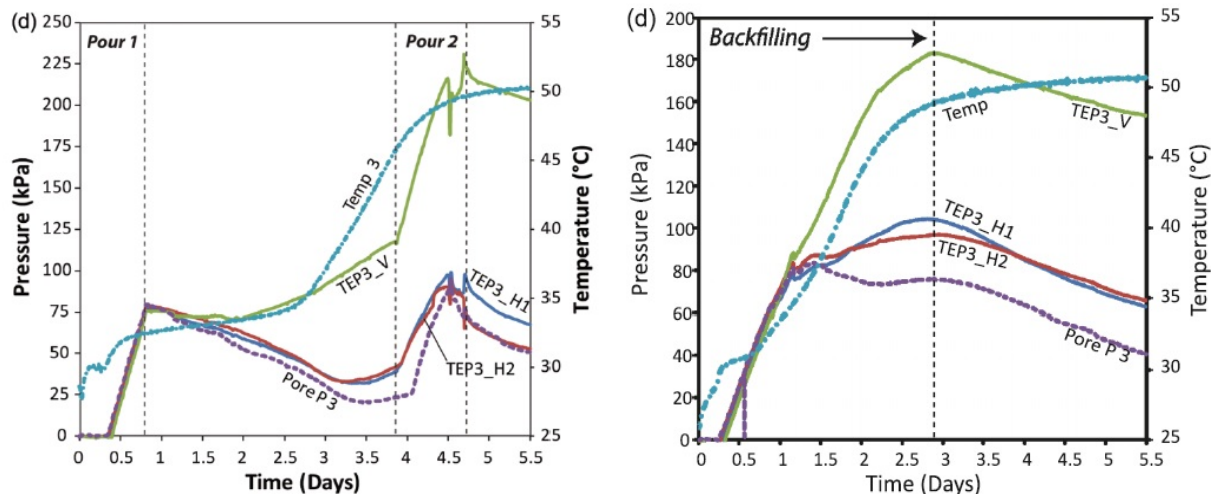 (d)
Pour 1
Pour 2
275
250
225
200
175
150
125
100
75
50
25
0
Pressure (kPa)
55
50
45
40
35
30
25
Temperature (°C)
Temp 3
TEP3_V
TEP3_H1
TEP3_H2
Pore P 3
0 0.5 1 1.5 2 2.5 3 3.5 4 4.5 5 5.5
Time (Days)
(d)
Backfilling
200
180
160
140
120
100
80
60
40
20
0
Pressure (kPa)
55
50
45
40
35
30
25
Temperature (°C)
Temp
TEP3_V
TEP3_H1
TEP3_H2
Pore P 3
0 0.5 1 1.5 2 2.5 3 3.5 4 4.5 5 5.5
Time (Days)